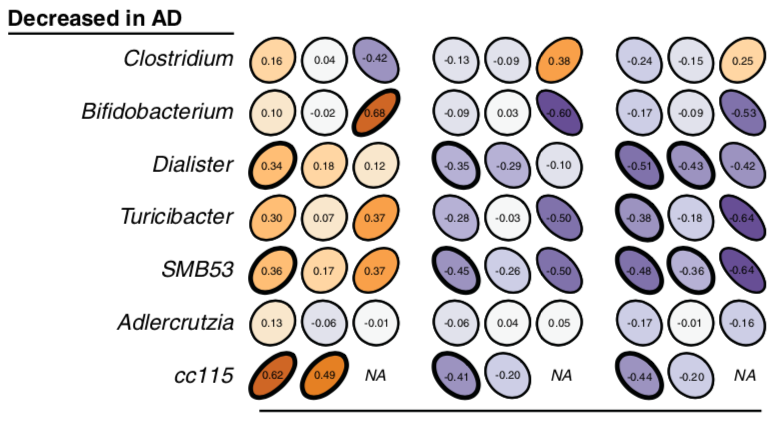 Decreased in AD
Clostridium 0.16 0.04 -0.42 -0.13 -0.09 0.38 -0.24 -0.15 0.25
Bifidobacterium 0.10 -0.02 0.68 -0.09 0.03 -0.60 -0.17 -0.09 -0.53
Dialister 0.34 0.18 0.12 -0.35 -0.29 -0.10 -0.51 -0.43 -0.42
Turicibacter 0.30 0.07 0.37 -0.28 -0.03 -0.50 -0.38 -0.18 -0.64
SMB53 0.36 0.17 0.37 -0.45 -0.26 -0.50 -0.48 -0.36 -0.64
Adlercrutzia 0.13 -0.06 -0.01 -0.06 0.04 0.05 -0.17 -0.01 -0.16
cc115 0.62 0.49 NA -0.41 -0.20 NA -0.44 -0.20 NA